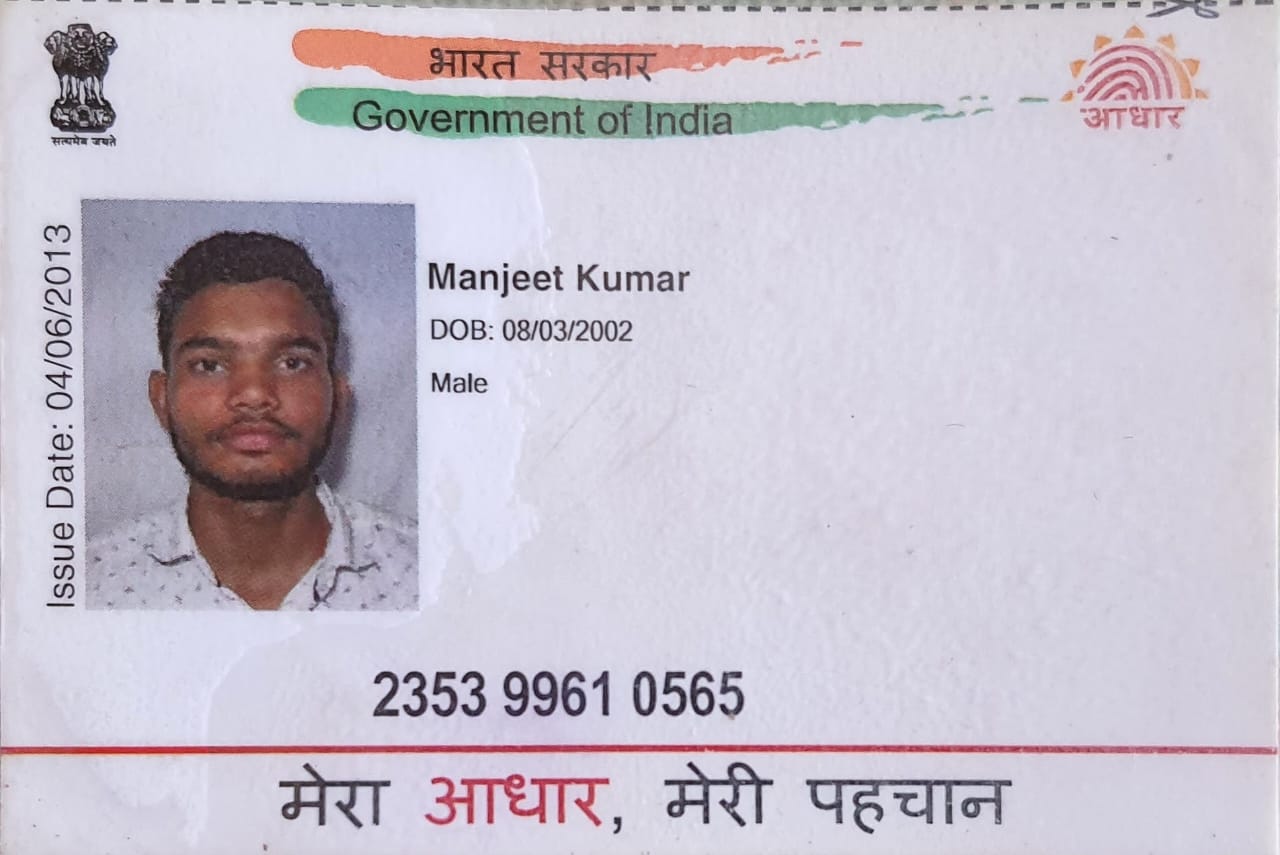 सत्यमेव जयते
भारत सरकार
Government of India
आधार
Issue Date: 04/06/2013
Manjeet Kumar
DOB: 08/03/2002
Male
2353 9961 0565
मेरा आधार, मेरी पहचान